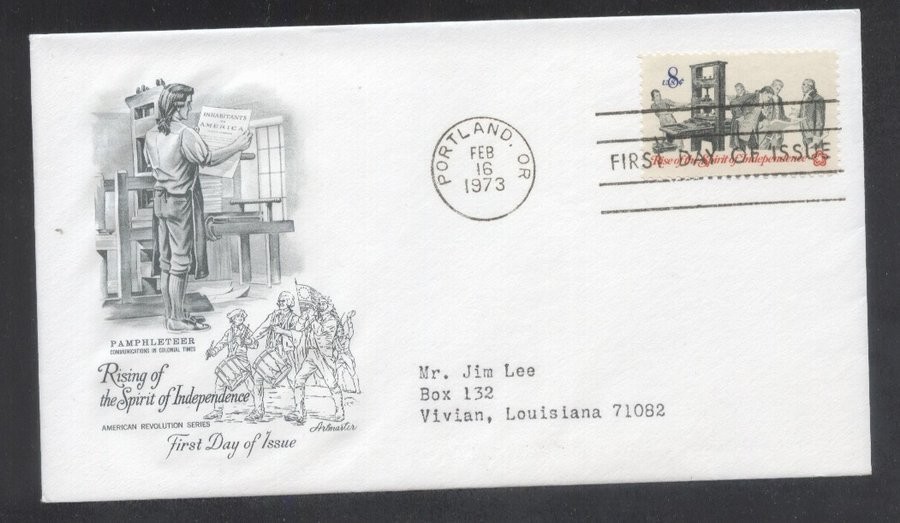 INHABITANTS
OF
AMERICA
PAMPHLETEER
COMMUNICATIONS IN COLONIAL TIMES
Rising of
the Spirit of Independence
AMERICAN REVOLUTION SERIES
Artmaster
First Day of Issue
PORTLAND, OR
FEB
16
1973
8
U.S. ¢
FIRST DAY OF ISSUE
Rise of the Spirit of Independence
Mr. Jim Lee
Box 132
Vivian, Louisiana 71082